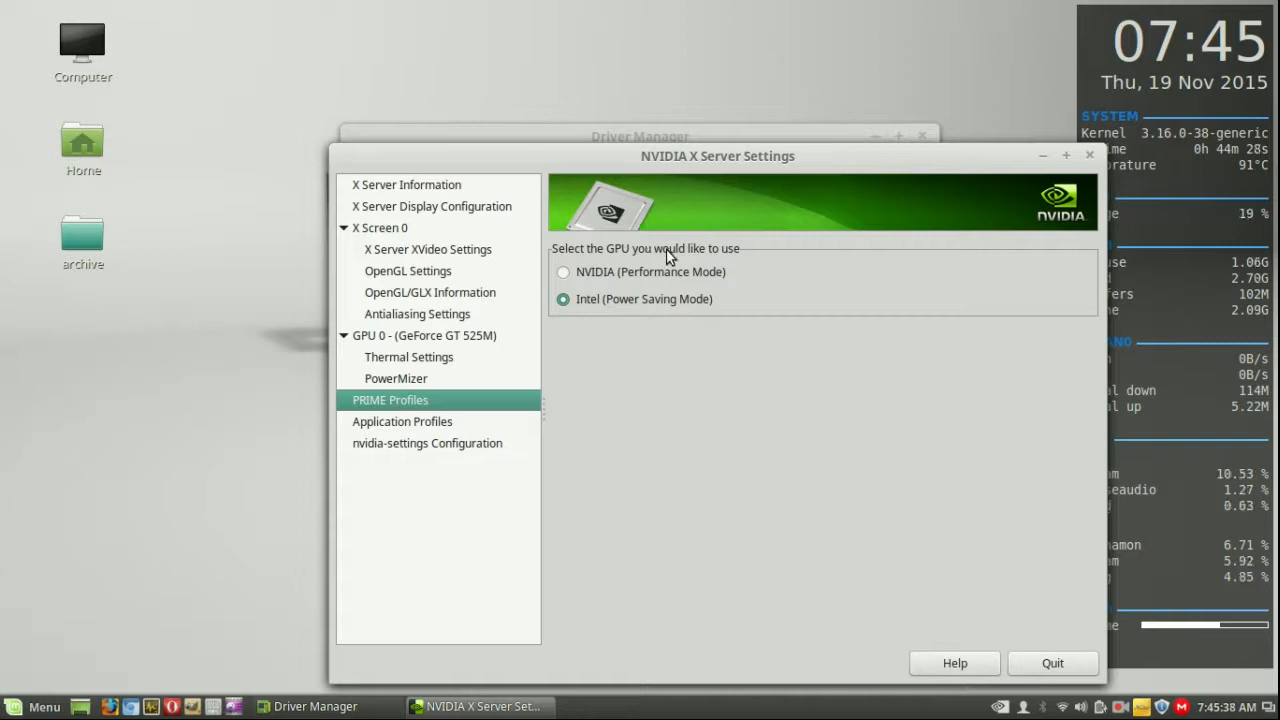 Computer
Home
archive
07:45
Thu, 19 Nov 2015
SYSTEM
Kernel 3.16.0-38-generic
0h 44m 28s
91°C
19 %
1.06G
2.70G
102M
2.09G
0B/s
0B/s
114M
5.22M
10.53 %
1.27 %
0.63 %
6.71 %
5.92 %
4.85 %
Driver Manager
NVIDIA X Server Settings
X Server Information
X Server Display Configuration
X Screen 0
X Server XVideo Settings
OpenGL Settings
OpenGL/GLX Information
Antialiasing Settings
GPU 0 - (GeForce GT 525M)
Thermal Settings
PowerMizer
PRIME Profiles
Application Profiles
nvidia-settings Configuration
NVIDIA
Select the GPU you would like to use
NVIDIA (Performance Mode)
Intel (Power Saving Mode)
Help
Quit
Menu
Driver Manager
NVIDIA X Server Set...
7:45:38 AM